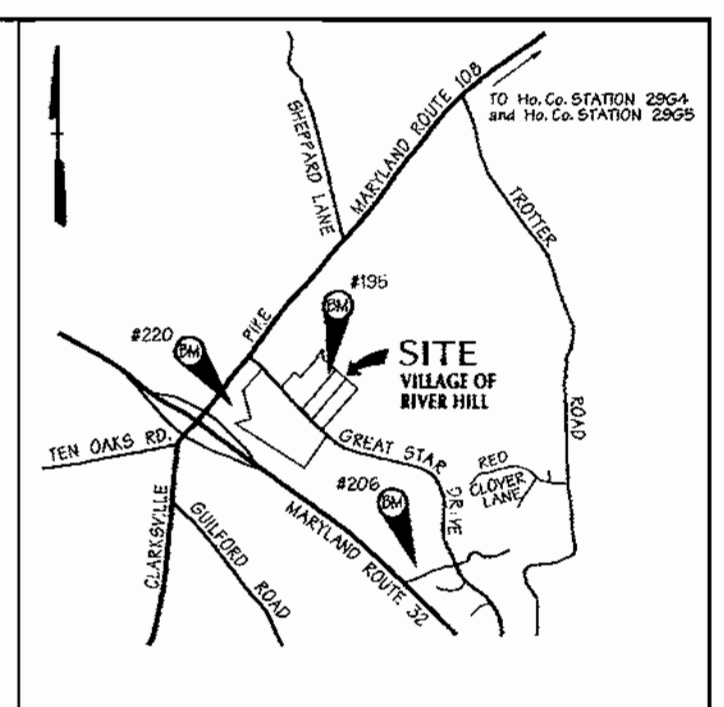 SHEPPARD LANE
MARYLAND ROUTE 108
TO Ho. Co. STATION 29G4
and Ho. Co. STATION 29G5
TROTTER
ROAD
#195
BM
PIKE
#220
BM
SITE
VILLAGE OF
RIVER HILL
TEN OAKS RD.
GREAT STAR
DRIVE
RED
CLOVER
LANE
#206
BM
CLARKSVILLE
GUILFORD ROAD
MARYLAND ROUTE 32